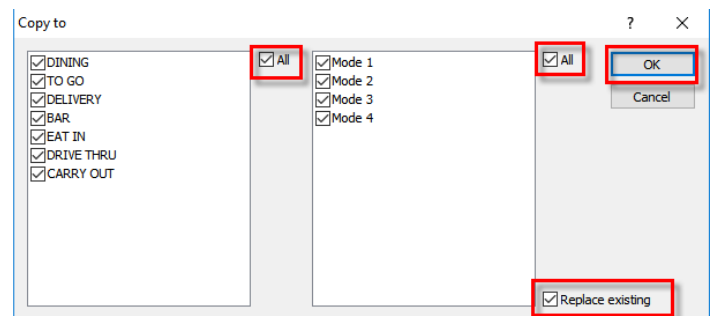 Copy to
?
DINING
TO GO
DELIVERY
BAR
EAT IN
DRIVE THRU
CARRY OUT
All
Mode 1
Mode 2
Mode 3
Mode 4
All
OK
Cancel
Replace existing